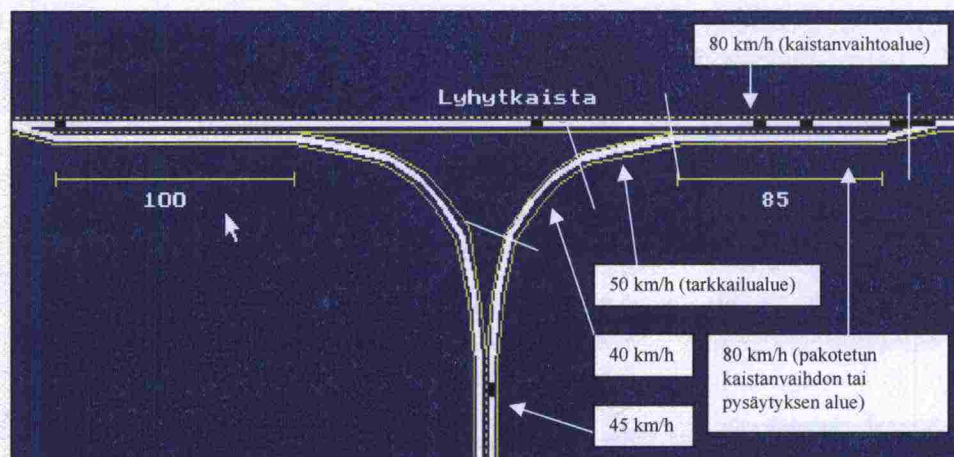 80 km/h (kaistanvaihtoalue)
Lyhytkaista
100
85
50 km/h (tarkkailualue)
40 km/h
80 km/h (pakotetun
kaistanvaihdon tai
pysäytyksen alue)
45 km/h